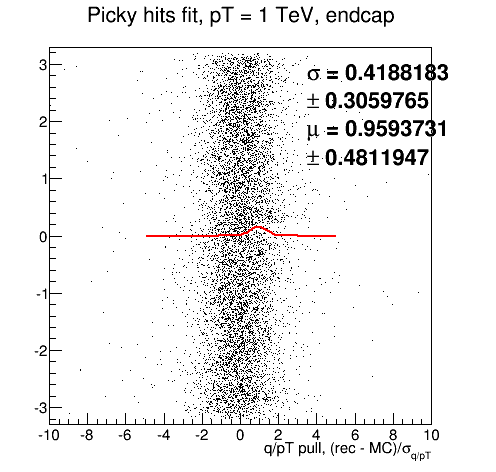 Picky hits fit, pT = 1 TeV, endcap
σ = 0.4188183
± 0.3059765
μ = 0.9593731
± 0.4811947
3
2
1
0
-1
-2
-3
-10 -8 -6 -4 -2 0 2 4 6 8 10
q/pT pull, (rec - MC)/σq/pT